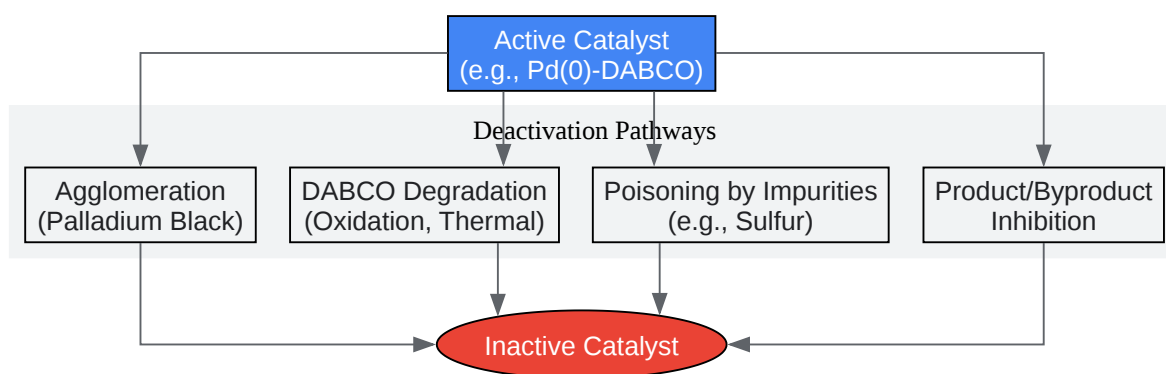 Active Catalyst
(e.g., Pd(0)-DABCO)
Deactivation Pathways
Agglomeration
(Palladium Black)
DABCO Degradation
(Oxidation, Thermal)
Poisoning by Impurities
(e.g., Sulfur)
Product/Byproduct
Inhibition
Inactive Catalyst